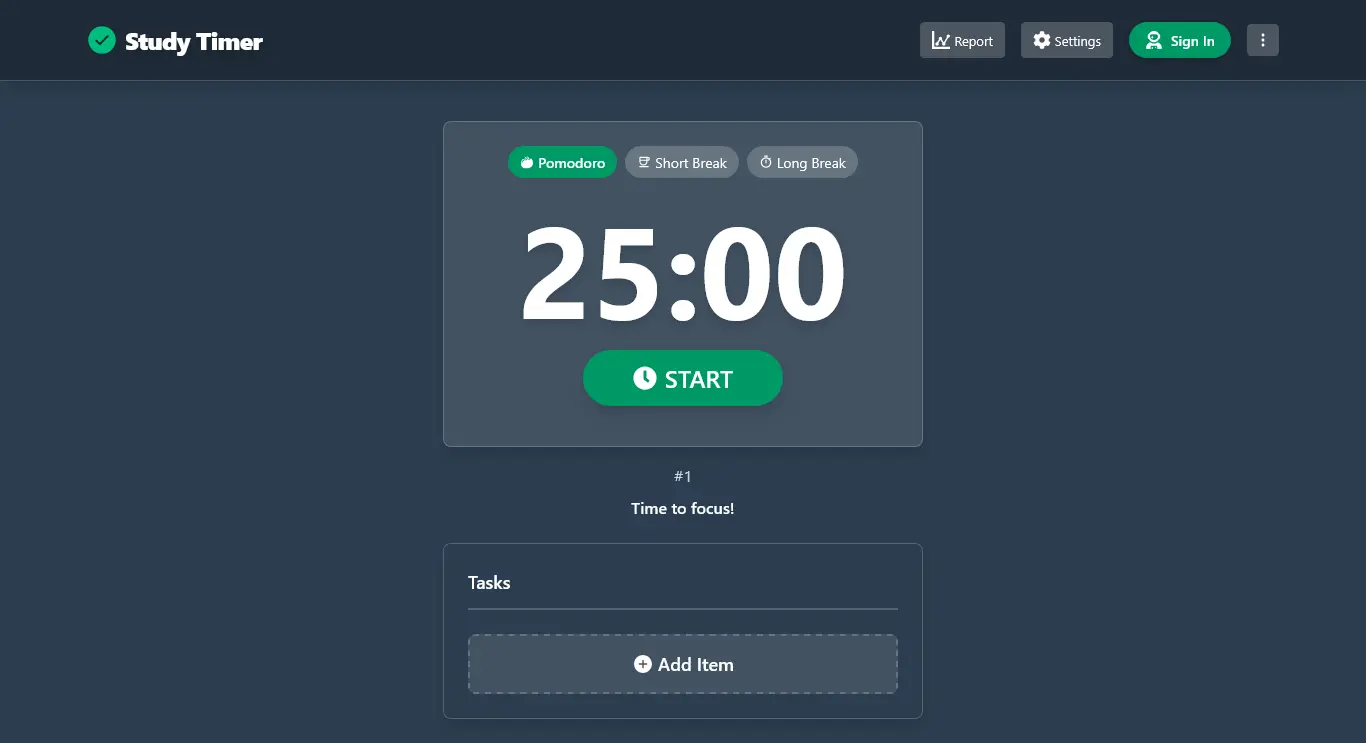 Study Timer
Report
Settings
Sign In
Pomodoro
Short Break
Long Break
25:00
START
#1
Time to focus!
Tasks
Add Item